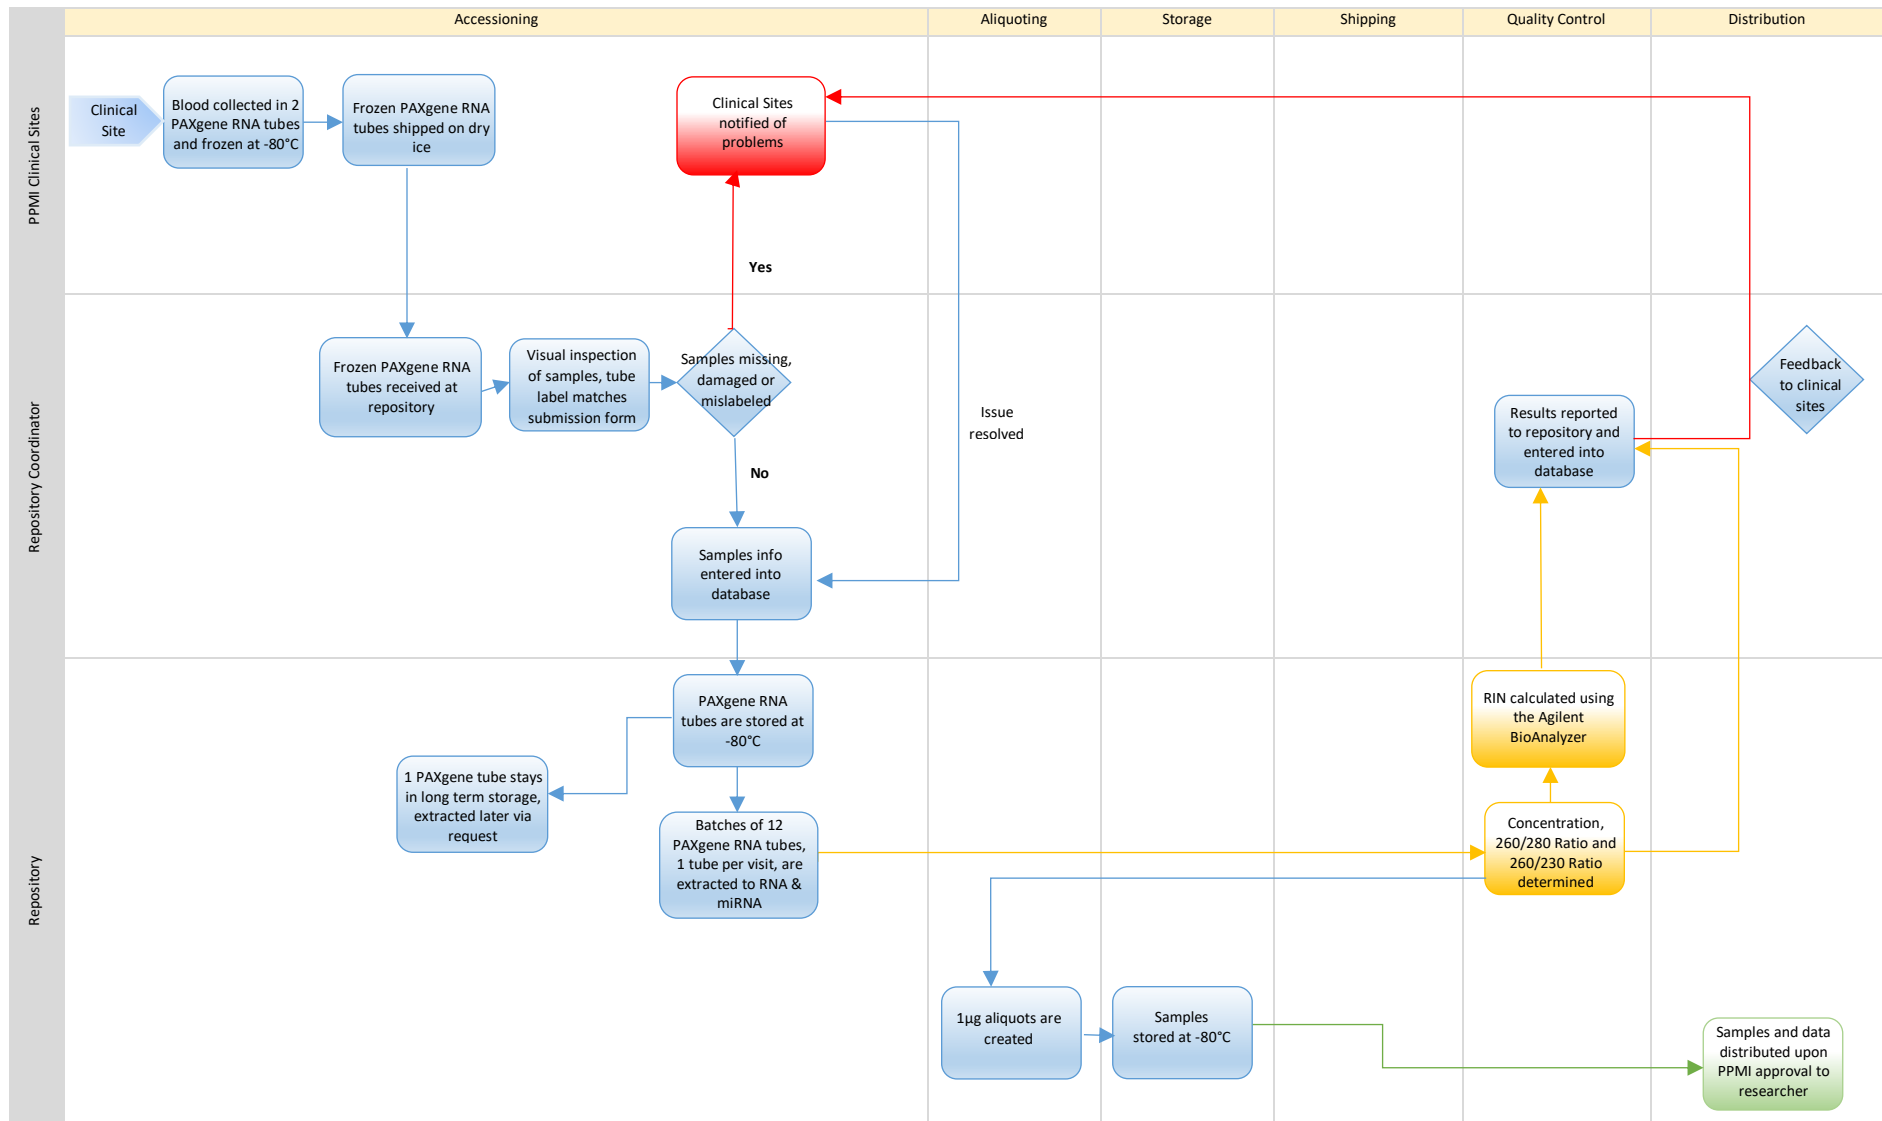 Accessioning
Aliquoting
Storage
Shipping
Quality Control
Distribution
PPMI Clinical Sites
Clinical
Site
Blood collected in 2
PAXgene RNA tubes
and frozen at -80°C
Frozen PAXgene RNA
tubes shipped on dry
ice
Clinical Sites
notified of
problems
Yes
Repository Coordinator
Frozen PAXgene RNA
tubes received at
repository
Visual inspection
of samples, tube
label matches
submission form
Samples missing,
damaged or
mislabeled
No
Issue
resolved
Samples info
entered into
database
Results reported
to repository and
entered into
database
Feedback
to clinical
sites
Repository
PAXgene RNA
tubes are stored at
-80°C
1 PAXgene tube stays
in long term storage,
extracted later via
request
Batches of 12
PAXgene RNA tubes,
1 tube per visit, are
extracted to RNA &
miRNA
RIN calculated using
the Agilent
BioAnalyzer
Concentration,
260/280 Ratio and
260/230 Ratio
determined
1µg aliquots are
created
Samples
stored at -80°C
Samples and data
distributed upon
PPMI approval to
researcher